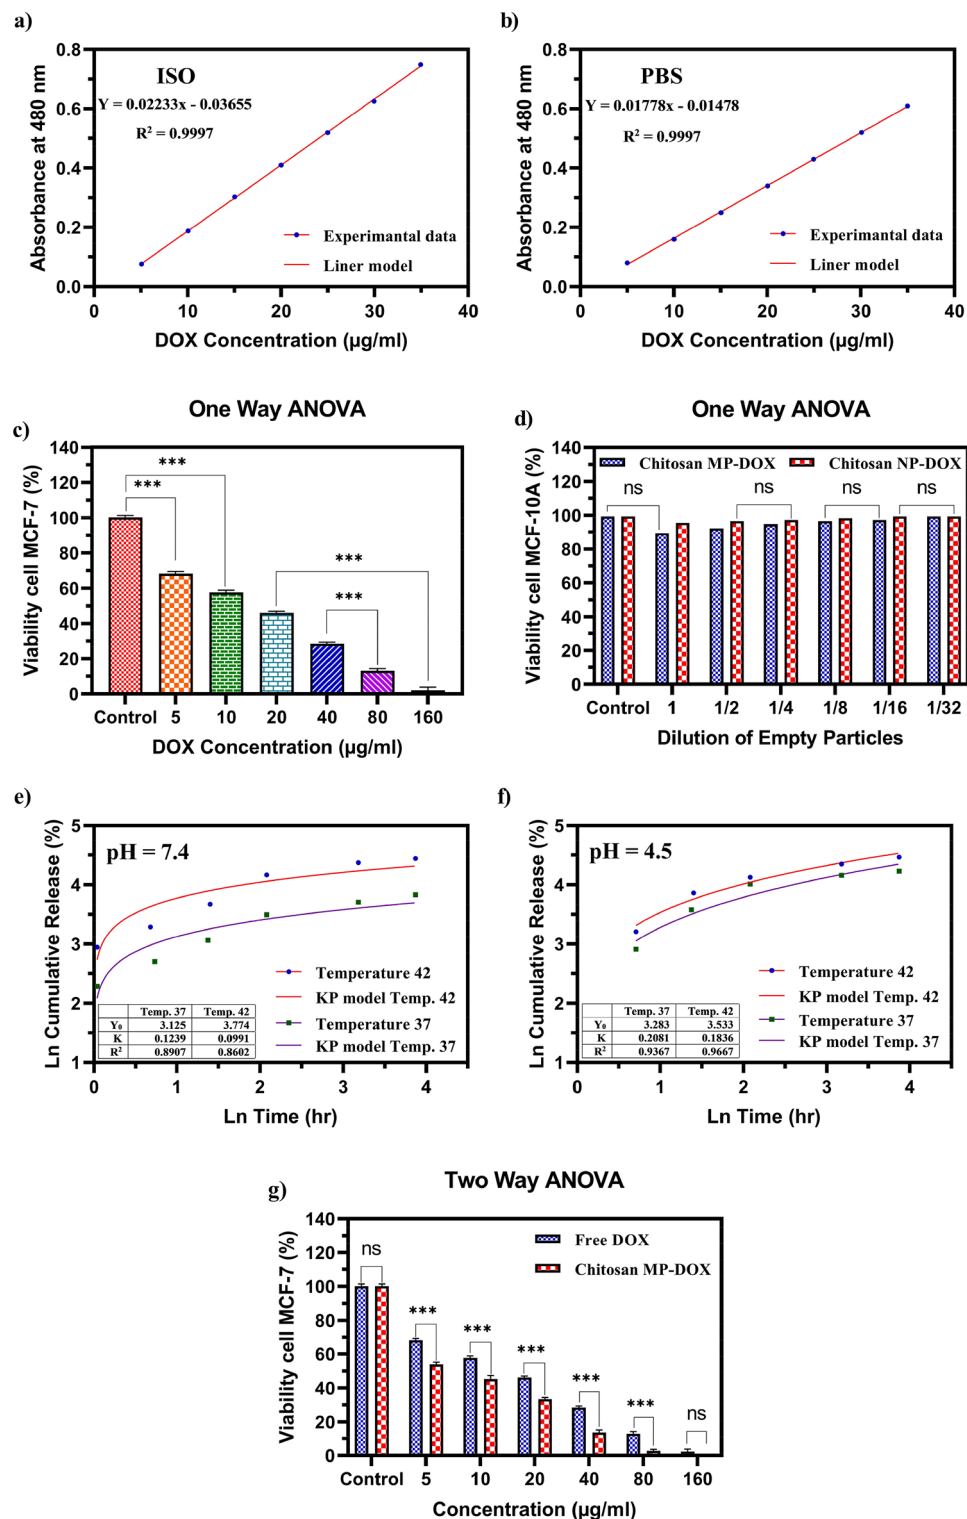 a)
ISO
Y = 0.02233x - 0.03655
R² = 0.9997
Experimantal data
Liner model
Absorbance at 480 nm
0.8
0.6
0.4
0.2
0.0
0 10 20 30 40
DOX Concentration (µg/ml)
b)
PBS
Y = 0.01778x - 0.01478
R² = 0.9997
Experimantal data
Liner model
Absorbance at 480 nm
0.8
0.6
0.4
0.2
0.0
0 10 20 30 40
DOX Concentration (µg/ml)
c)
One Way ANOVA
Viability cell MCF-7 (%)
140
120
100
80
60
40
20
0
***
***
***
***
Control 5 10 20 40 80 160
DOX Concentration (µg/ml)
d)
One Way ANOVA
Chitosan MP-DOX Chitosan NP-DOX
Viability cell MCF-10A (%)
140
120
100
80
60
40
20
0
ns ns ns ns
Control 1 1/2 1/4 1/8 1/16 1/32
Dilution of Empty Particles
e)
pH = 7.4
Ln Cumulative Release (%)
5
4
3
2
1
Temperature 42
KP model Temp. 42
Temperature 37
KP model Temp. 37
Temp. 37 Temp. 42
Y₀ 3.125 3.774
K 0.1239 0.0991
R² 0.8907 0.8602
0 1 2 3 4
Ln Time (hr)
f)
pH = 4.5
Ln Cumulative Release (%)
5
4
3
2
1
Temperature 42
KP model Temp. 42
Temperature 37
KP model Temp. 37
Temp. 37 Temp. 42
Y₀ 3.283 3.533
K 0.2081 0.1836
R² 0.9367 0.9667
0 1 2 3 4
Ln Time (hr)
g)
Two Way ANOVA
Free DOX
Chitosan MP-DOX
Viability cell MCF-7 (%)
140
120
100
80
60
40
20
0
ns
***
***
***
***
***
ns
Control 5 10 20 40 80 160
Concentration (µg/ml)